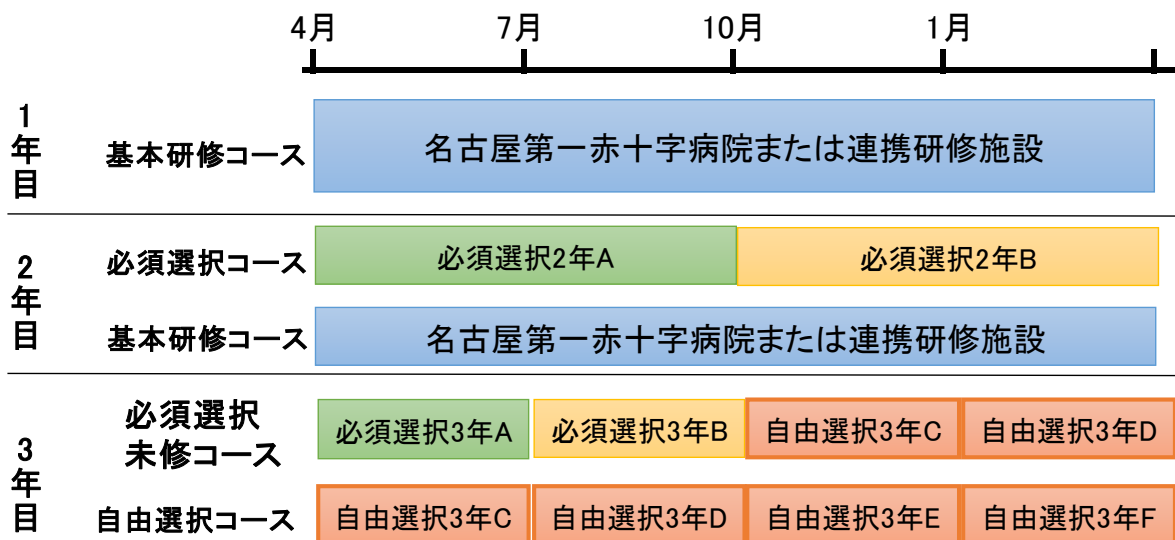 4月 7月 10月 1月
1年目
基本研修コース
名古屋第一赤十字病院または連携研修施設
2年目
必須選択コース
必須選択2年A
必須選択2年B
基本研修コース
名古屋第一赤十字病院または連携研修施設
3年目
必須選択
未修コース
必須選択3年A
必須選択3年B
自由選択3年C
自由選択3年D
自由選択コース
自由選択3年C
自由選択3年D
自由選択3年E
自由選択3年F